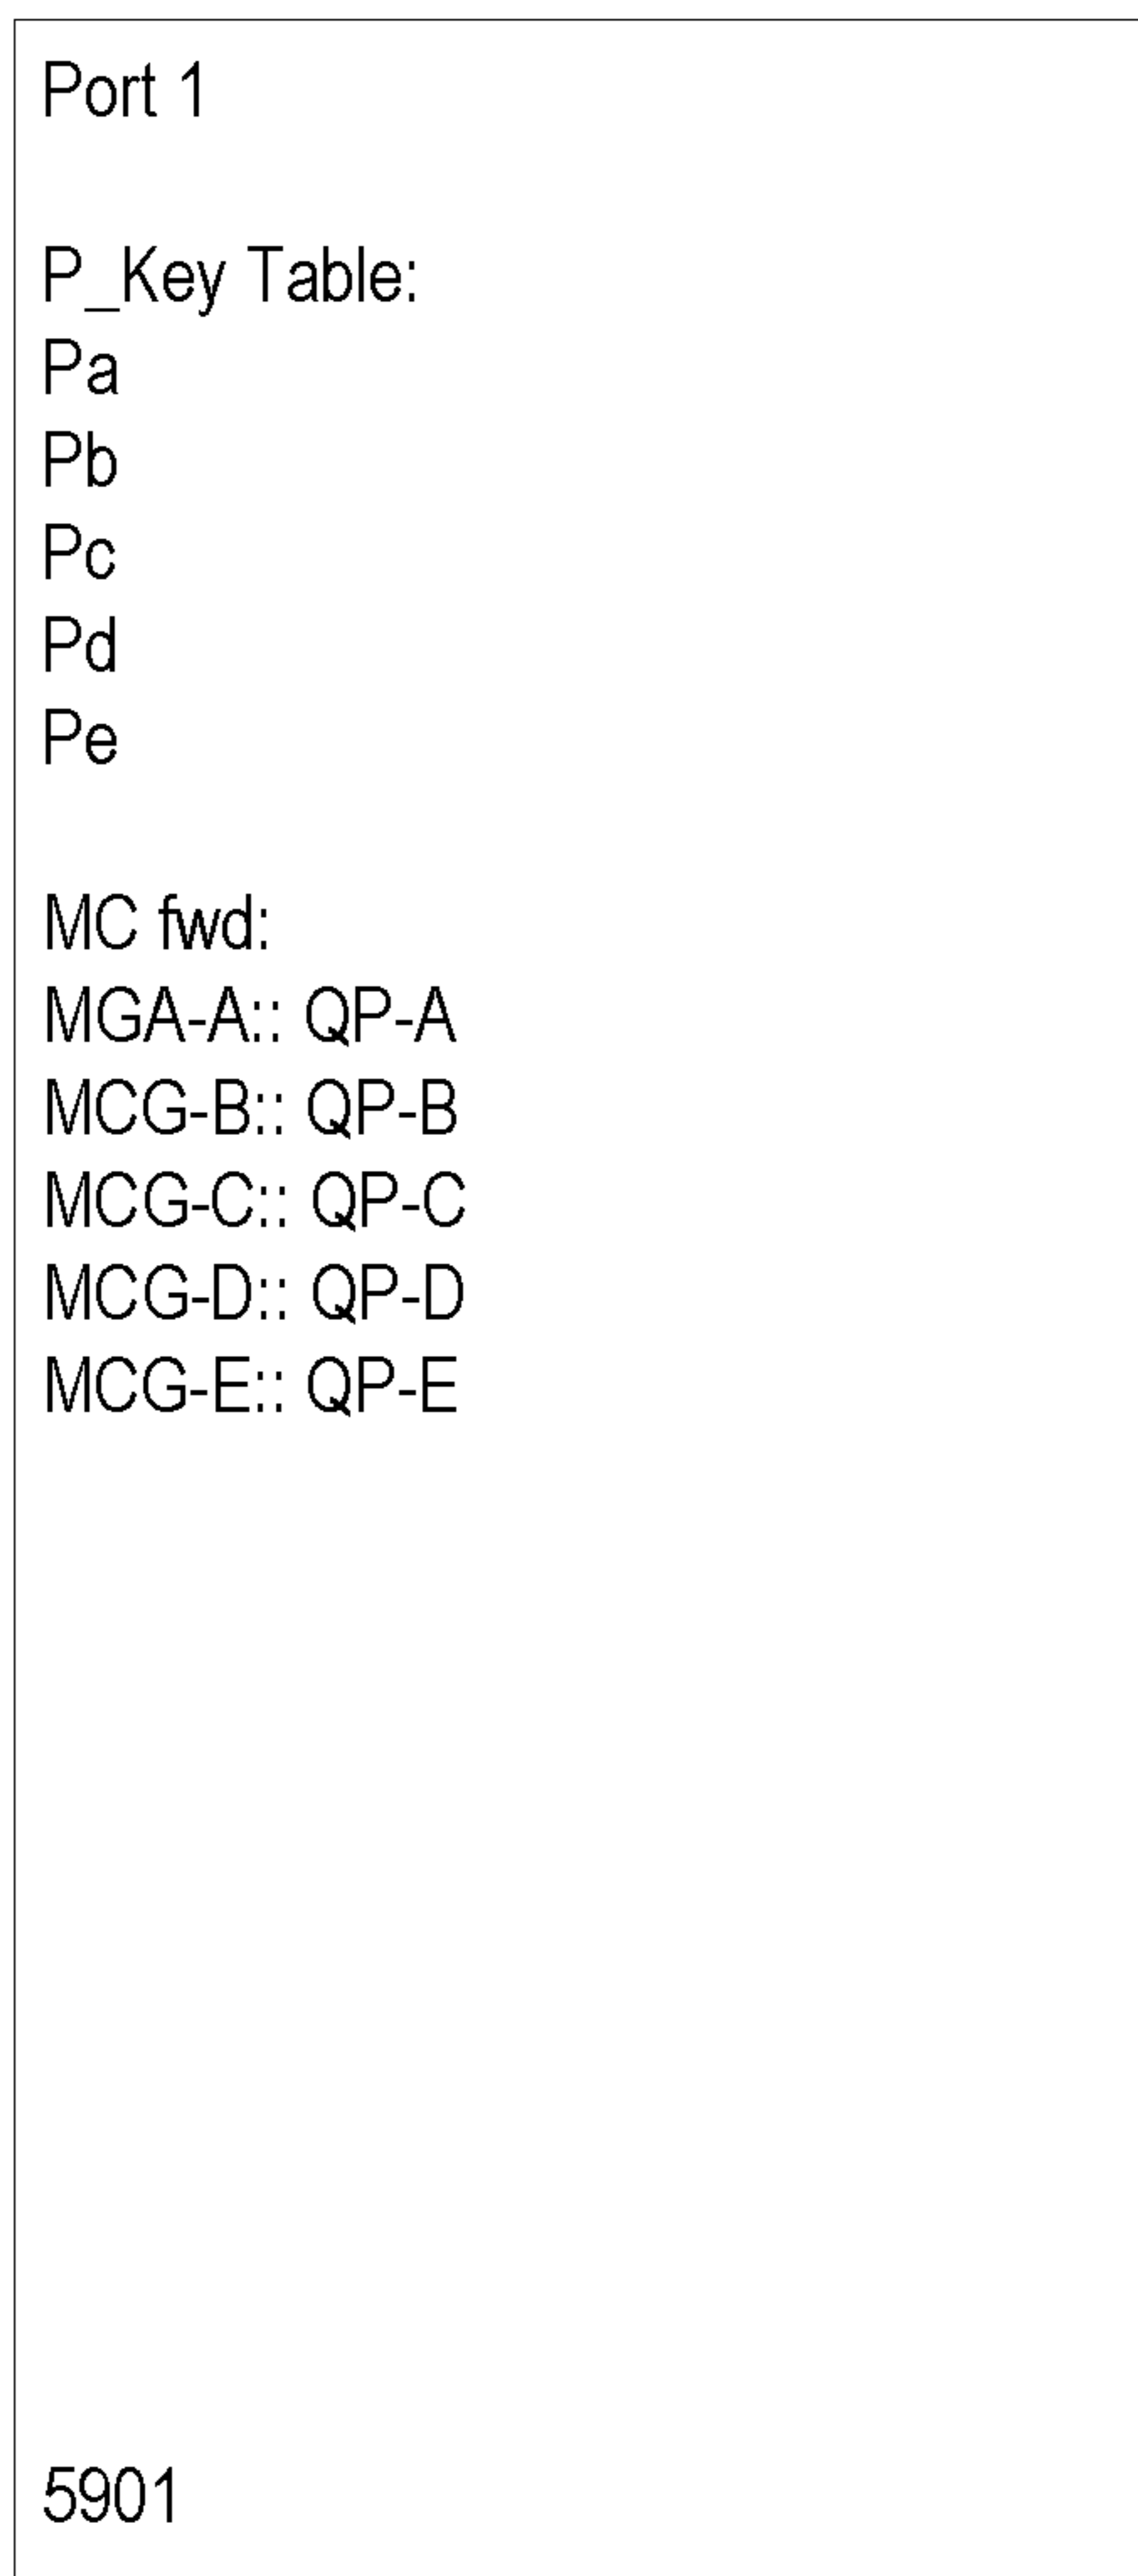 Port 1
P_Key Table:
Pa
Pb
Pc
Pd
Pe
MC fwd:
MGA-A:: QP-A
MCG-B:: QP-B
MCG-C:: QP-C
MCG-D:: QP-D
MCG-E:: QP-E
5901